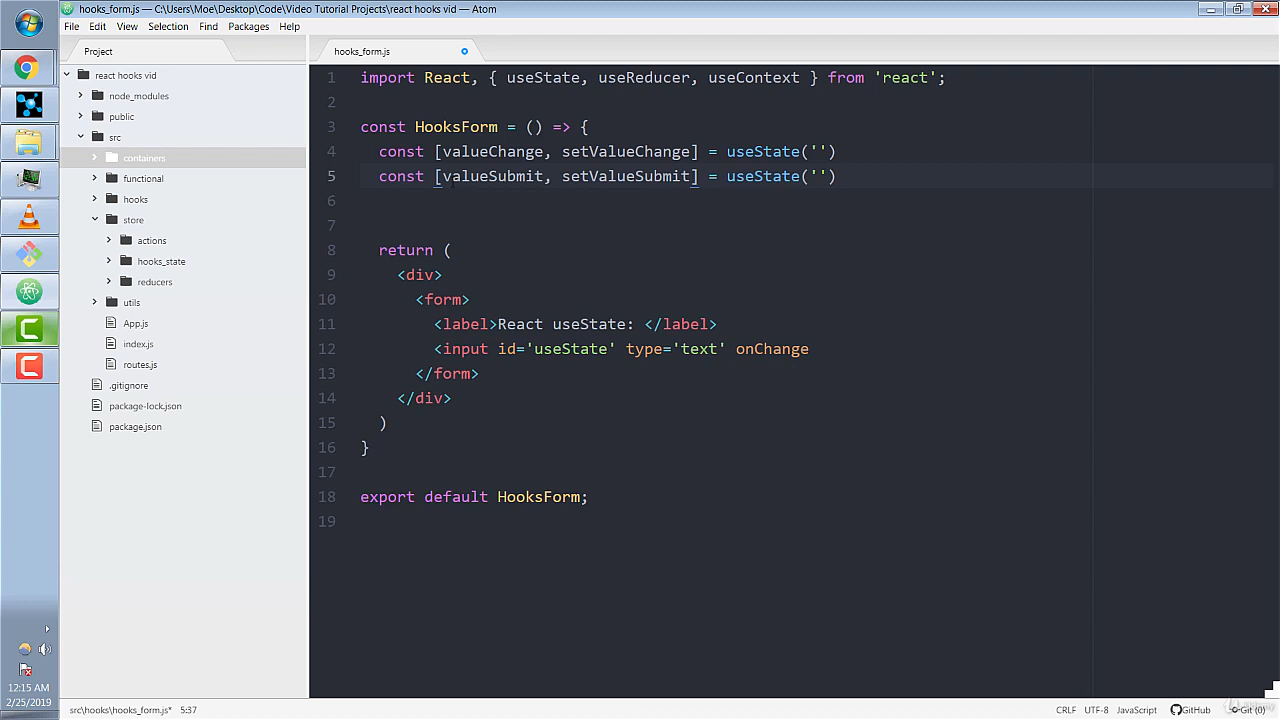 hooks_form.js — C:\Users\Moe\Desktop\Code\Video Tutorial Projects\react hooks vid — Atom
File Edit View Selection Find Packages Help
Project
react hooks vid
node_modules
public
src
containers
functional
hooks
store
actions
hooks_state
reducers
utils
App.js
index.js
routes.js
.gitignore
package-lock.json
package.json
hooks_form.js
1 import React, { useState, useReducer, useContext } from 'react';
2
3 const HooksForm = () => {
4 const [valueChange, setValueChange] = useState('')
5 const [valueSubmit, setValueSubmit] = useState('')
6
7
8 return (
9 <div>
10 <form>
11 <label>React useState: </label>
12 <input id='useState' type='text' onChange
13 </form>
14 </div>
15 )
16 }
17
18 export default HooksForm;
19
12:15 AM
2/25/2019
src\hooks\hooks_form.js* 5:37
CRLF UTF-8 JavaScript GitHub Git (0)